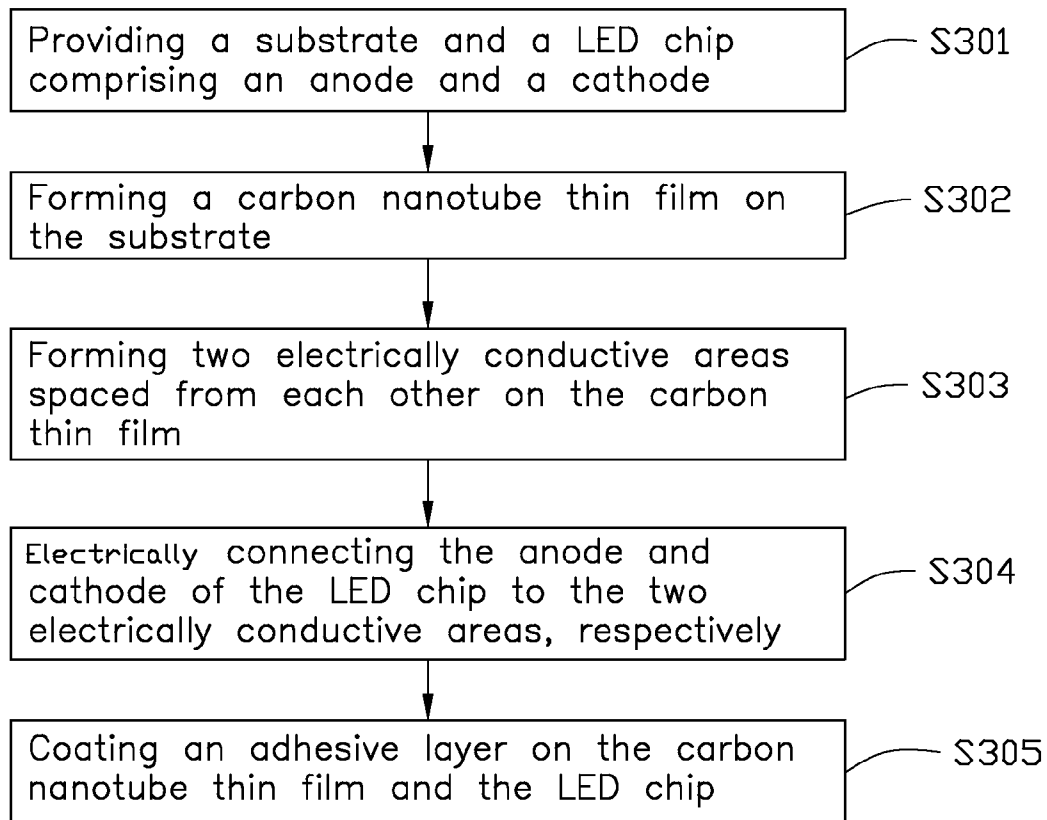 Providing a substrate and a LED chip
comprising an anode and a cathode
S301
Forming a carbon nanotube thin film on
the substrate
S302
Forming two electrically conductive areas
spaced from each other on the carbon
thin film
S303
Electrically connecting the anode and
cathode of the LED chip to the two
electrically conductive areas, respectively
S304
Coating an adhesive layer on the carbon
nanotube thin film and the LED chip
S305